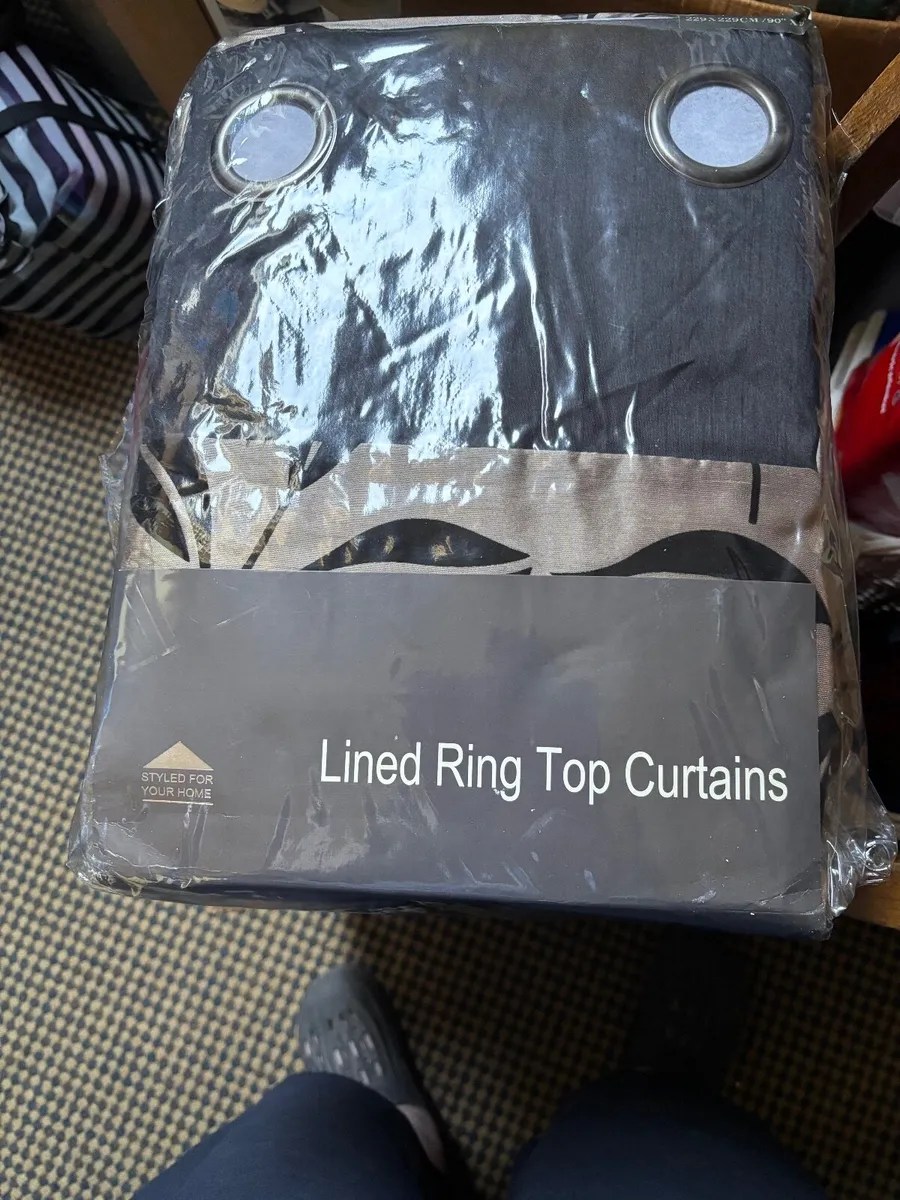 229X229CM /90"
STYLED FOR
YOUR HOME
Lined Ring Top Curtains